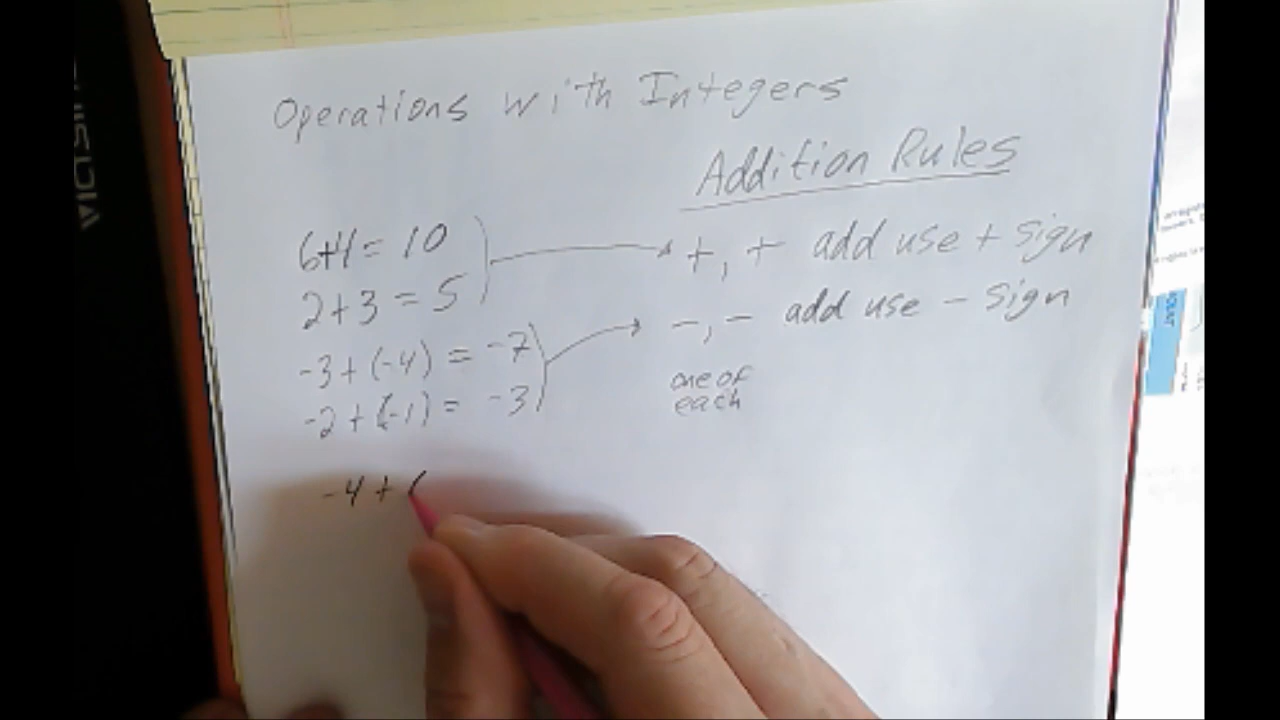 Operations with Integers
Addition Rules
6+4 = 10
2+3 = 5
+, + add use + sign
-3 + (-4) = -7
-2 + (-1) = -3
-, - add use - sign
one of
each
-4 + (